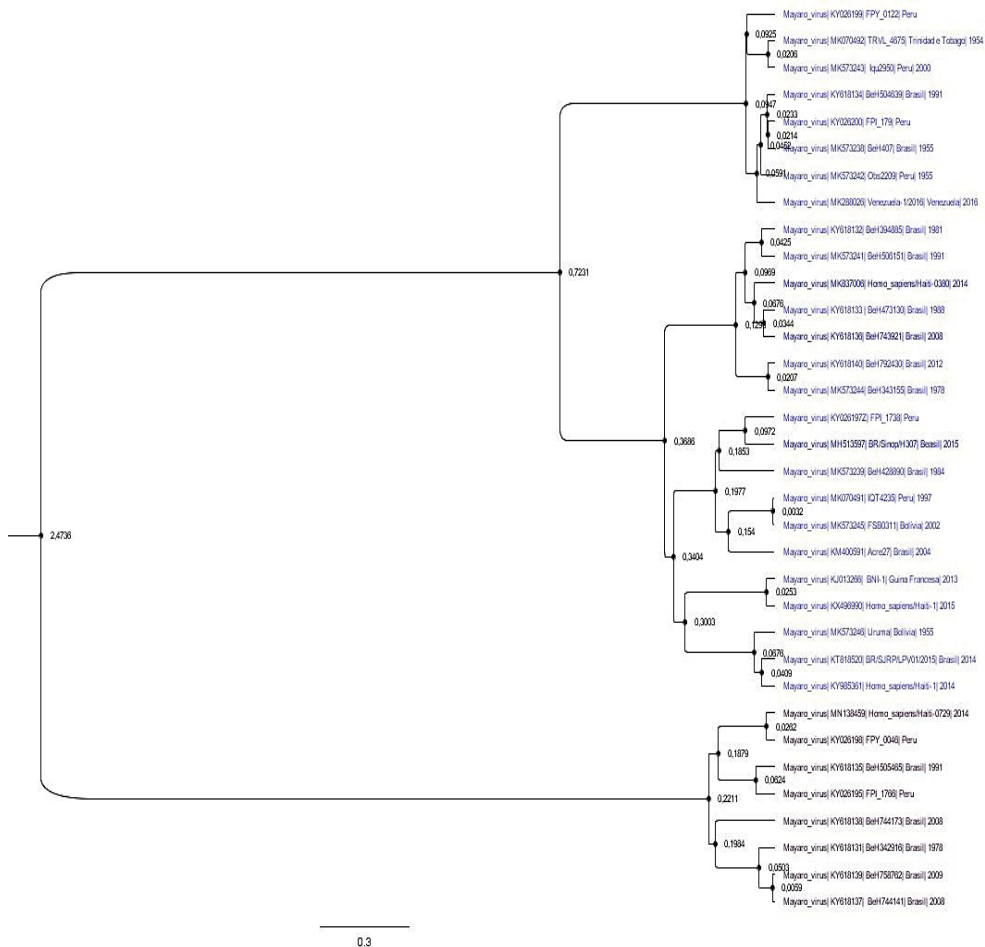 Mayaro_virus| KY026199| FPY_0122| Peru
0,0925
Mayaro_virus| MK070492| TRVL_4675| Trinidad e Tobago| 1954
0,0206
Mayaro_virus| MK573243| Iqu2950| Peru| 2000
Mayaro_virus| KY618134| BeH504639| Brasil| 1991
0,0947
0,0233
Mayaro_virus| KY026200| FPI_179| Peru
0,0214
Mayaro_virus| MK573238| BeH407| Brasil| 1955
Mayaro_virus| MK573242| Obs2209| Peru| 1955
0,0591
Mayaro_virus| MK288026| Venezuela-1/2016| Venezuela| 2016
Mayaro_virus| KY618132| BeH394885| Brasil| 1981
0,0425
Mayaro_virus| MK573241| BeH506151| Brasil| 1991
0,7231
0,0969
Mayaro_virus| MK837006| Homo_sapiens/Haiti-0380| 2014
0,0676
Mayaro_virus| KY618133 | BeH473130| Brasil| 1988
0,0344
Mayaro_virus| KY618136| BeH743921| Brasil| 2008
Mayaro_virus| KY618140| BeH792430| Brasil| 2012
0,0207
Mayaro_virus| MK573244| BeH343155| Brasil| 1978
Mayaro_virus| KY026197Z| FPI_1738| Peru
0,0972
0,3686
Mayaro_virus| MH513597| BR/Sinop/H307| Beasil| 2015
0,1853
Mayaro_virus| MK573239| BeH428890| Brasil| 1984
0,1977
Mayaro_virus| MK070491| IQT4235| Peru| 1997
0,0032
Mayaro_virus| MK573245| FSB0311| Bolívia| 2002
0,154
2,4736
Mayaro_virus| KM400591| Acre27| Brasil| 2004
0,3404
Mayaro_virus| KJ013266| BNI-1| Guina Francesa| 2013
0,0253
Mayaro_virus| KX496990| Homo_sapiens/Haiti-1| 2015
0,3003
Mayaro_virus| MK573246| Uruma| Bolívia| 1955
0,0676
Mayaro_virus| KT818520| BR/SJRP/LPV01/2015| Brasil| 2014
0,0409
Mayaro_virus| KY985361| Homo_sapiens/Haiti-1| 2014
Mayaro_virus| MN138459| Homo_sapiens/Haiti-0729| 2014
0,0262
Mayaro_virus| KY026198| FPY_0046| Peru
0,1879
Mayaro_virus| KY618135| BeH505465| Brasil| 1991
0,0624
Mayaro_virus| KY026195| FPI_1766| Peru
0,2211
Mayaro_virus| KY618138| BeH744173| Brasil| 2008
0,1984
Mayaro_virus| KY618131| BeH342916| Brasil| 1978
0,0503
Mayaro_virus| KY618139| BeH758762| Brasil| 2009
0,0059
Mayaro_virus| KY618137| BeH744141| Brasil| 2008
0.3